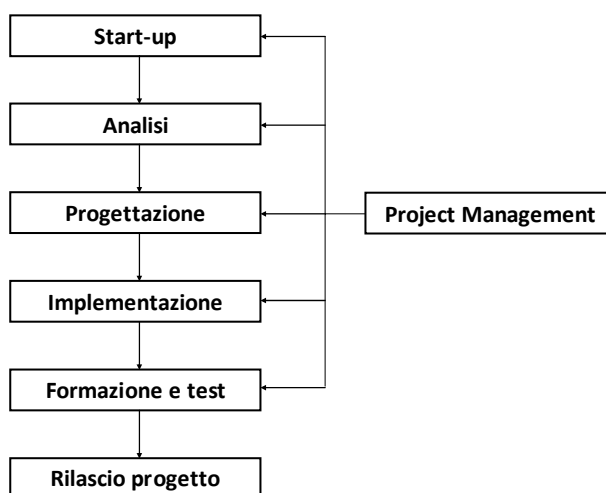 Start-up
Analisi
Progettazione
Project Management
Implementazione
Formazione e test
Rilascio progetto